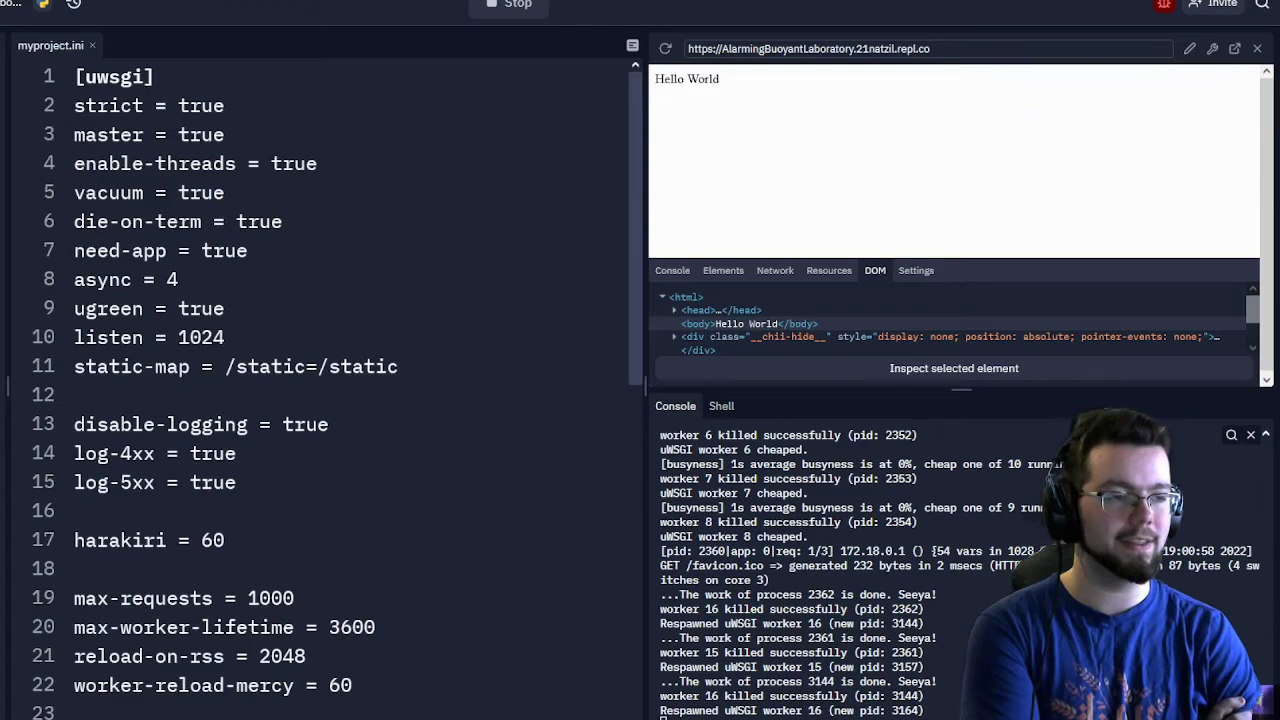 Stop
Invite
myproject.ini
https://AlarmingBuoyantLaboratory.21natzil.repl.co
1 [uwsgi]
2 strict = true
3 master = true
4 enable-threads = true
5 vacuum = true
6 die-on-term = true
7 need-app = true
8 async = 4
9 ugreen = true
10 listen = 1024
11 static-map = /static=/static
12
13 disable-logging = true
14 log-4xx = true
15 log-5xx = true
16
17 harakiri = 60
18
19 max-requests = 1000
20 max-worker-lifetime = 3600
21 reload-on-rss = 2048
22 worker-reload-mercy = 60
23
Hello World
Console Elements Network Resources DOM Settings
<html>
<head>…</head>
<body>Hello World</body>
<div class="__chii-hide__" style="display: none; position: absolute; pointer-events: none;">…
</div>
Inspect selected element
Console Shell
worker 6 killed successfully (pid: 2352)
uWSGI worker 6 cheaped.
[busyness] 1s average busyness is at 0%, cheap one of 10
worker 7 killed successfully (pid: 2353)
uWSGI worker 7 cheaped.
[busyness] 1s average busyness is at 0%, cheap one of 9
worker 8 killed successfully (pid: 2354)
uWSGI worker 8 cheaped.
[pid: 2360|app: 0|req: 1/3] 172.18.0.1 () {54 vars in 1028 19:00:58 2022]
GET /favicon.ico => generated 232 bytes in 2 msecs 87 bytes (4 sw
itches on core 3)
...The work of process 2362 is done. Seeya!
worker 16 killed successfully (pid: 2362)
Respawned uWSGI worker 16 (new pid: 3144)
...The work of process 2361 is done. Seeya!
worker 15 killed successfully (pid: 2361)
Respawned uWSGI worker 15 (new pid: 3157)
...The work of process 3144 is done. Seeya!
worker 16 killed successfully (pid: 3144)
Respawned uWSGI worker 16 (new pid: 3164)